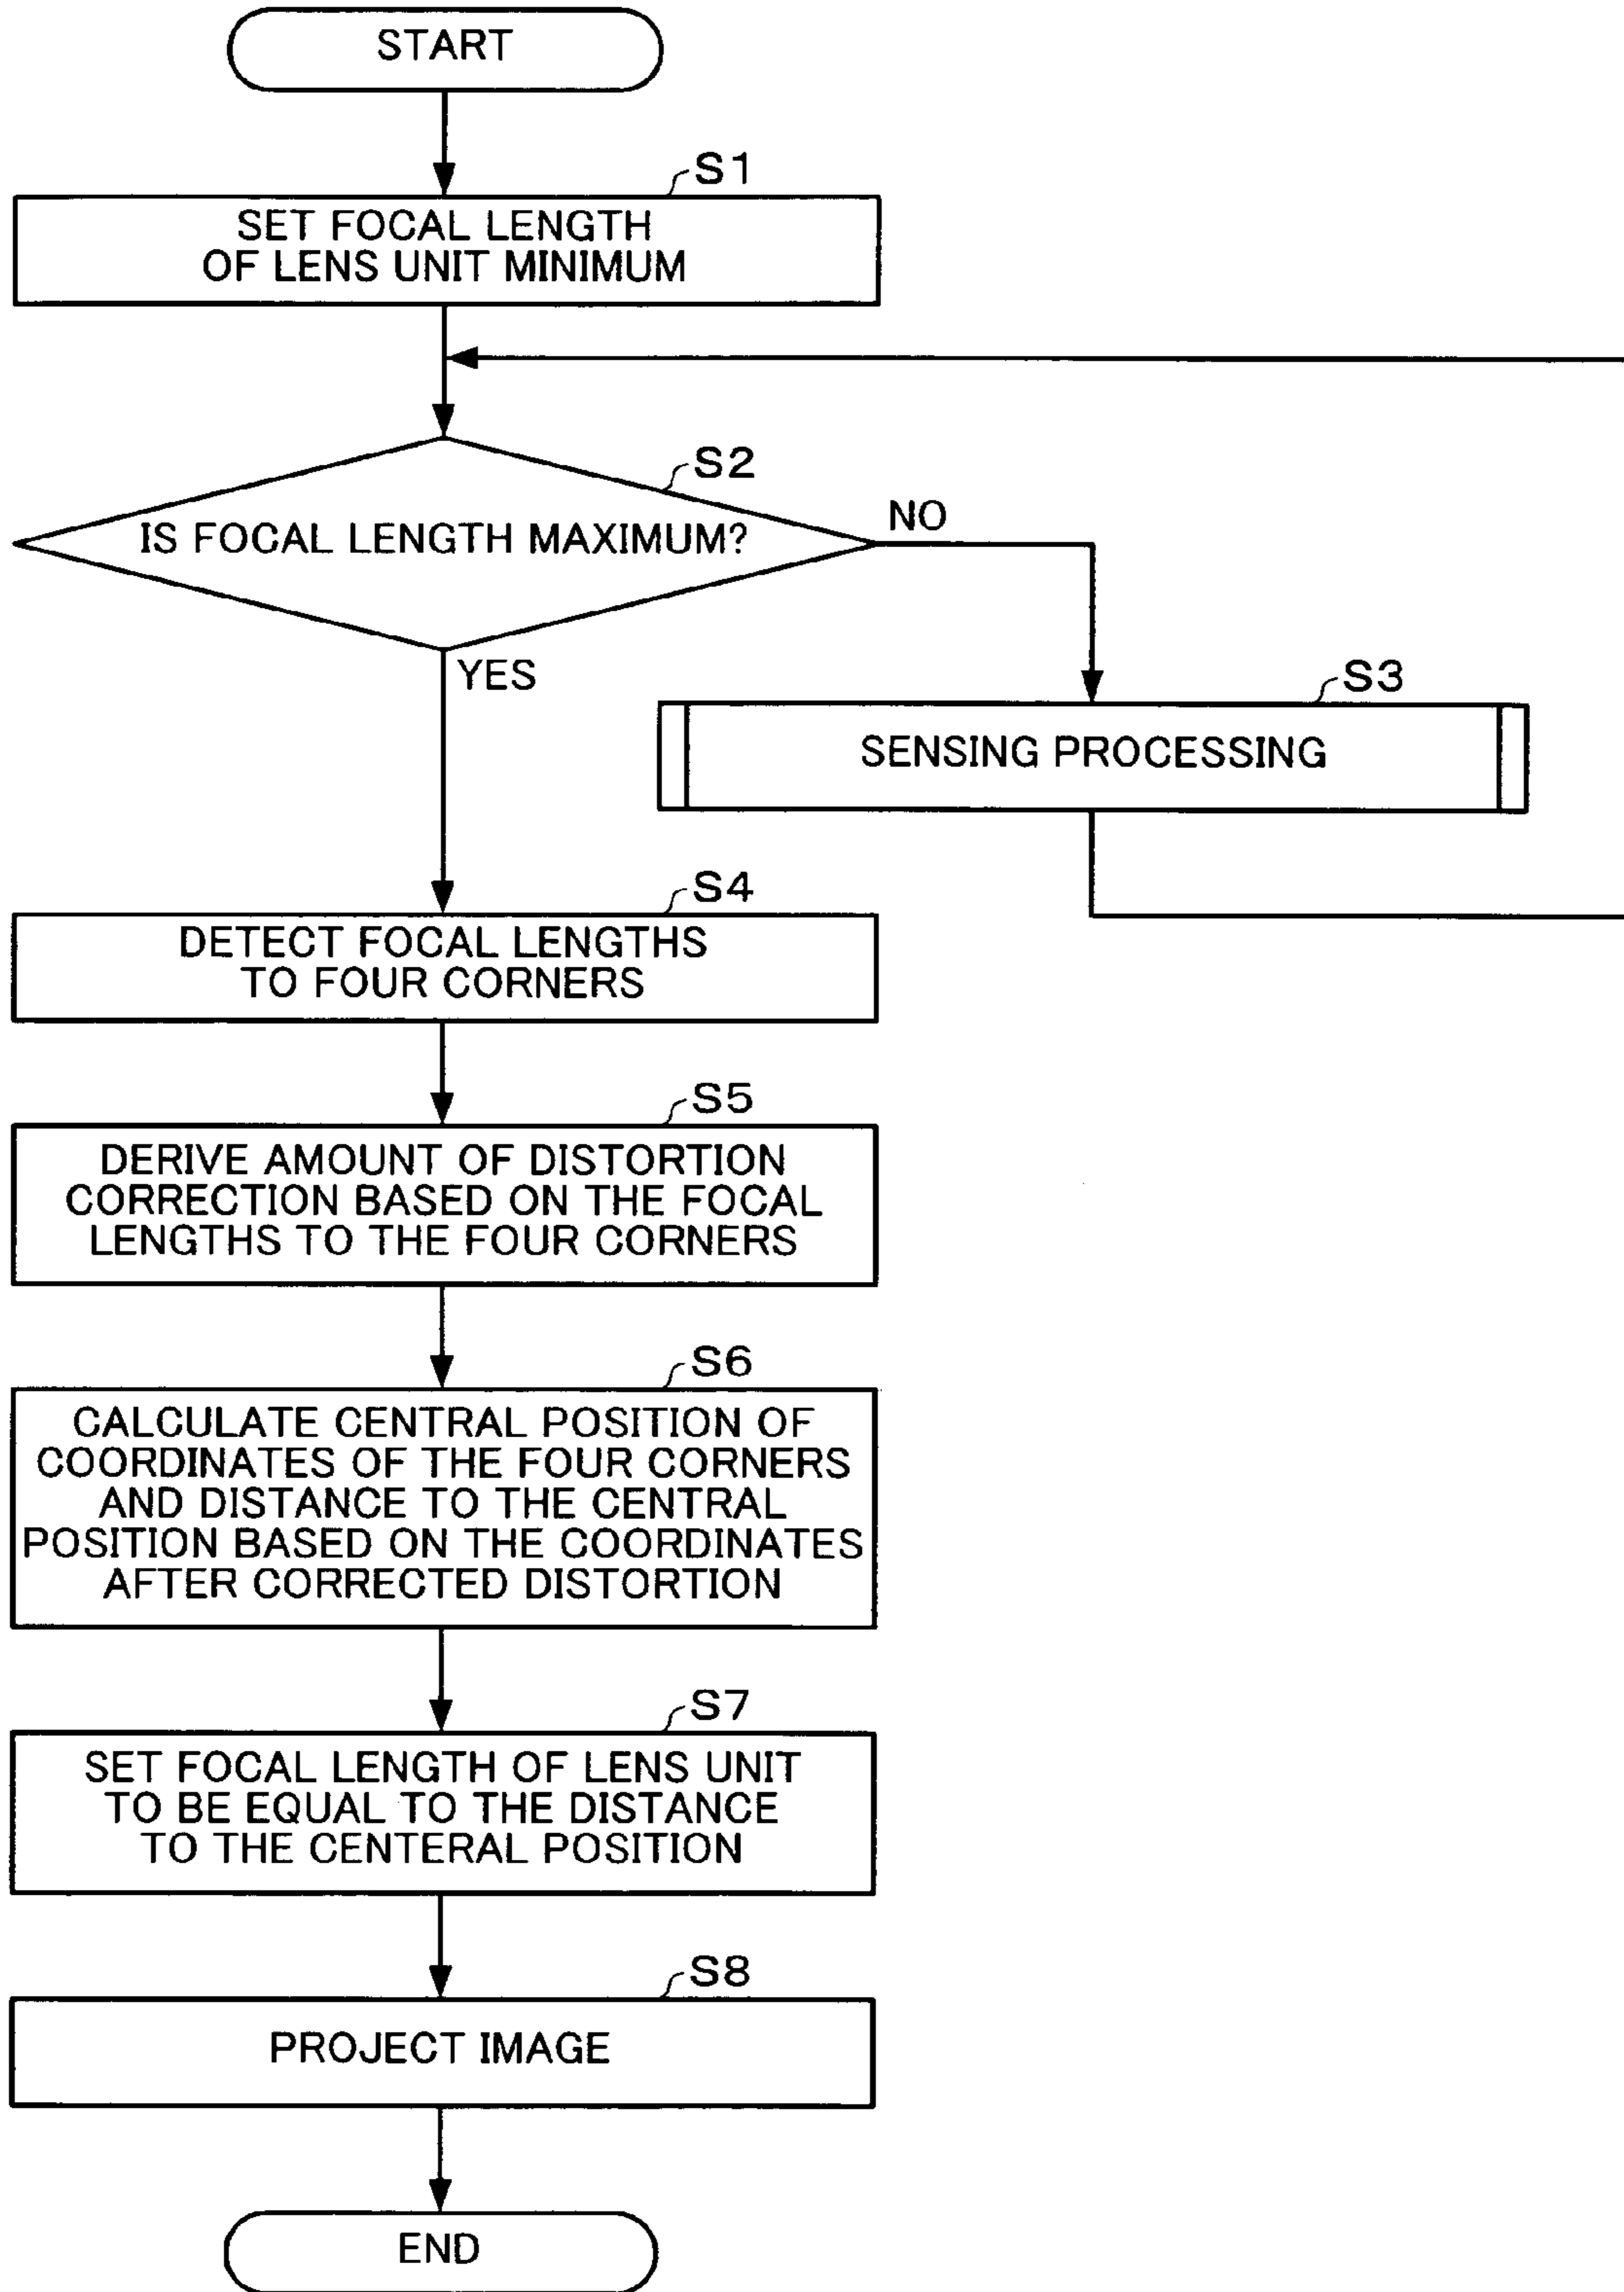 START
S1
SET FOCAL LENGTH
OF LENS UNIT MINIMUM
S2
IS FOCAL LENGTH MAXIMUM?
NO
YES
S3
SENSING PROCESSING
S4
DETECT FOCAL LENGTHS
TO FOUR CORNERS
S5
DERIVE AMOUNT OF DISTORTION
CORRECTION BASED ON THE FOCAL
LENGTHS TO THE FOUR CORNERS
S6
CALCULATE CENTRAL POSITION OF
COORDINATES OF THE FOUR CORNERS
AND DISTANCE TO THE CENTRAL
POSITION BASED ON THE COORDINATES
AFTER CORRECTED DISTORTION
S7
SET FOCAL LENGTH OF LENS UNIT
TO BE EQUAL TO THE DISTANCE
TO THE CENTERAL POSITION
S8
PROJECT IMAGE
END